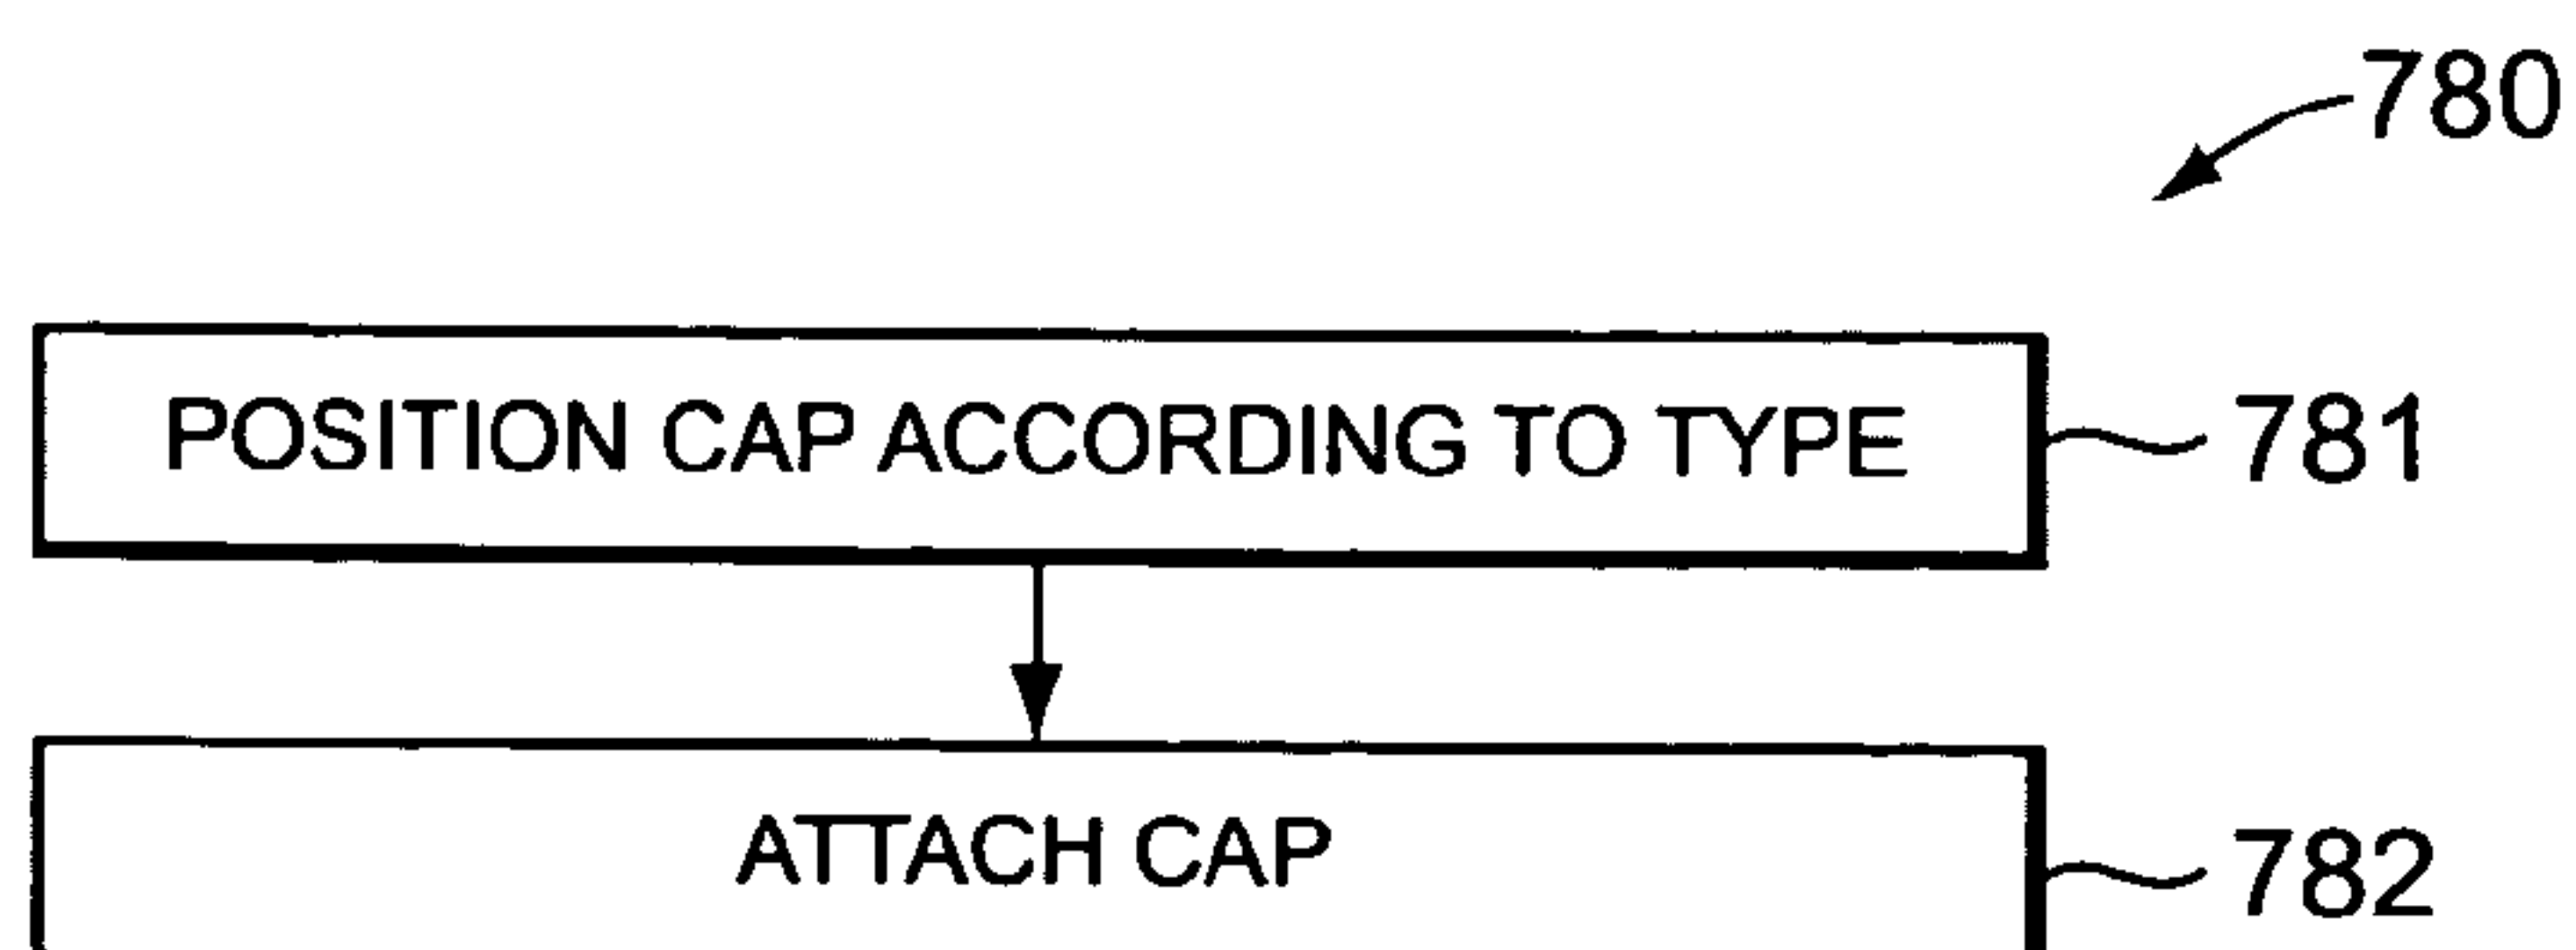 780
POSITION CAP ACCORDING TO TYPE
781
ATTACH CAP
782